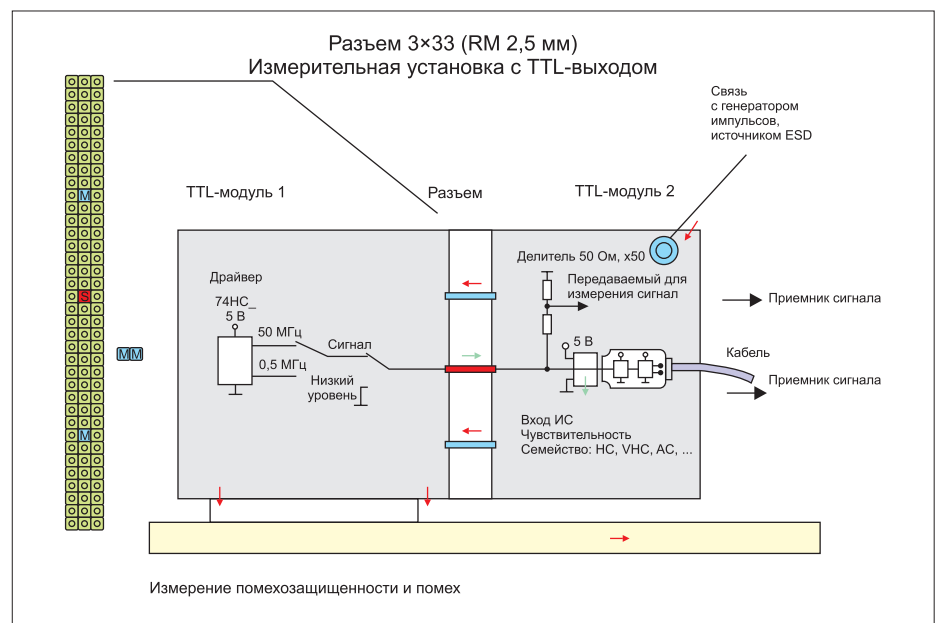 Разъем 3×33 (RM 2,5 мм)
Измерительная установка с TTL-выходом
Связь
с генератором
импульсов,
источником ESD
TTL-модуль 1
Разъем
TTL-модуль 2
M
S
MM
M
Драйвер
74HC_
5 В
50 МГц
0,5 МГц
Сигнал
Низкий
уровень
Делитель 50 Ом, x50
Передаваемый для
измерения сигнал
5 В
Вход ИС
Чувствительность
Семейство: HC, VHC, AC, ...
Приемник сигнала
Кабель
Приемник сигнала
Измерение помехозащищенности и помех